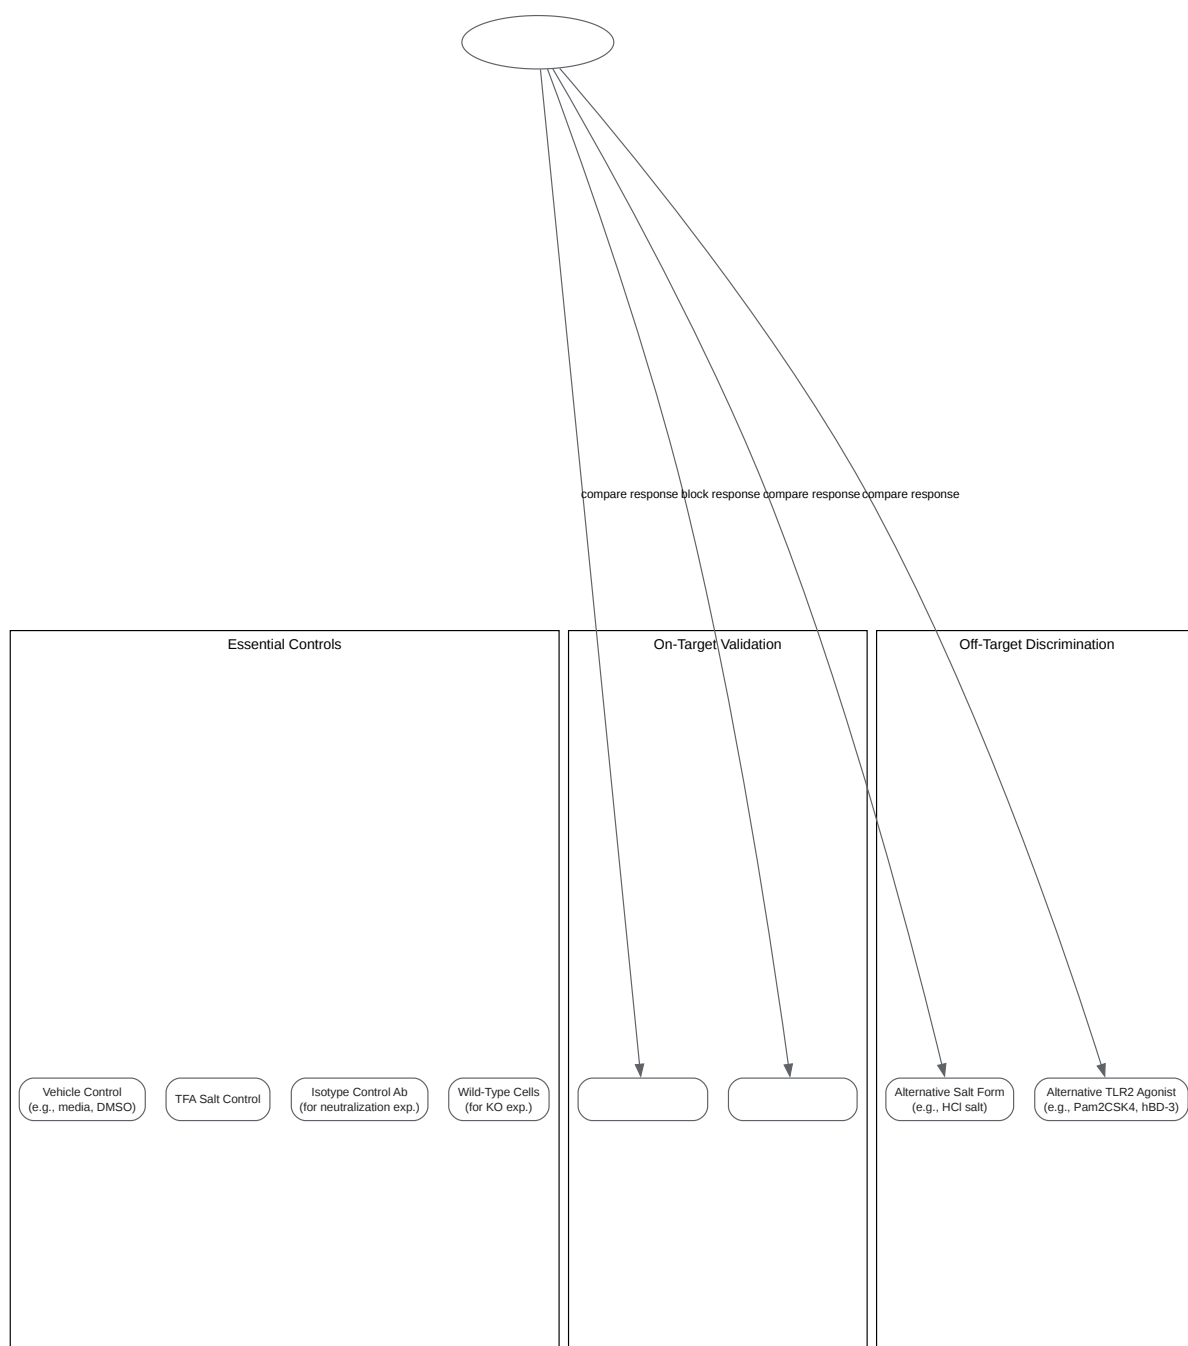 compare response
block response
compare response
compare response
Essential Controls
On-Target Validation
Off-Target Discrimination
Vehicle Control
(e.g., media, DMSO)
TFA Salt Control
Isotype Control Ab
(for neutralization exp.)
Wild-Type Cells
(for KO exp.)
Alternative Salt Form
(e.g., HCl salt)
Alternative TLR2 Agonist
(e.g., Pam2CSK4, hBD-3)